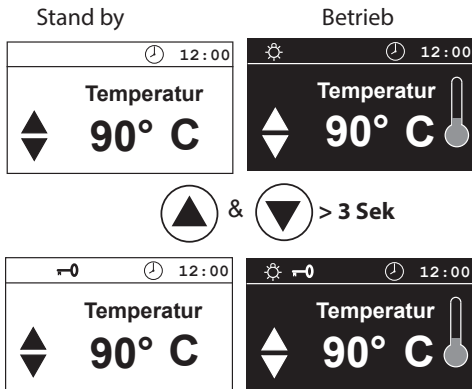 Stand by Betrieb
12:00 12:00
Temperatur Temperatur
90° C 90° C
& > 3 Sek
12:00 12:00
Temperatur Temperatur
90° C 90° C